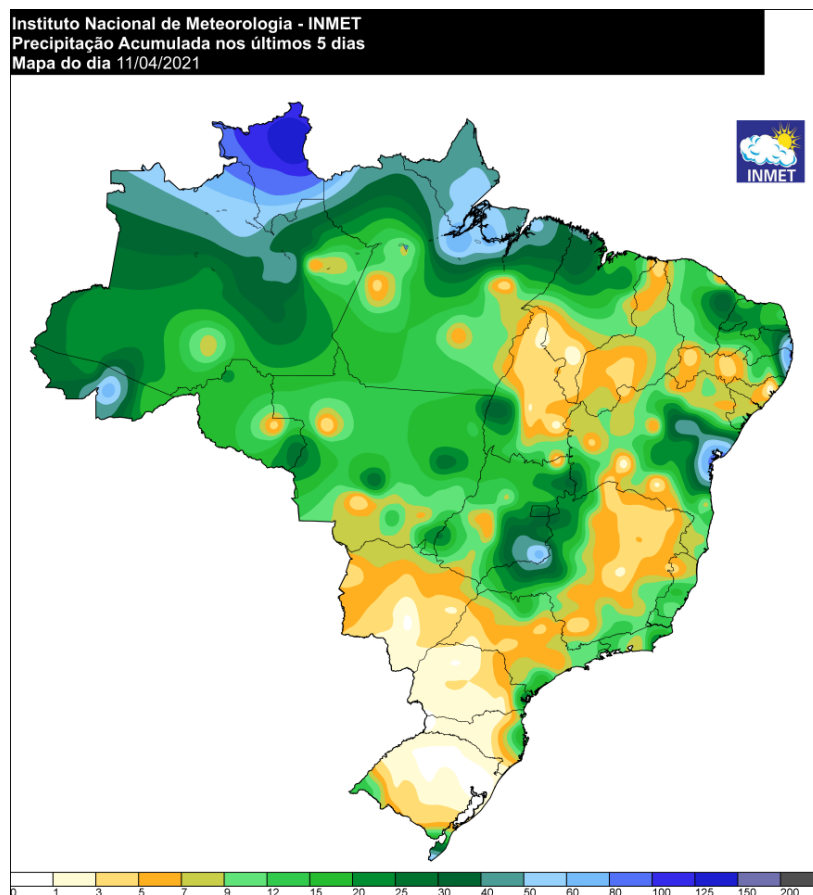 Instituto Nacional de Meteorologia - INMET
Precipitação Acumulada nos últimos 5 dias
Mapa do dia 11/04/2021
INMET
0 1 3 5 7 9 12 15 20 25 30 40 50 60 80 100 125 150 200